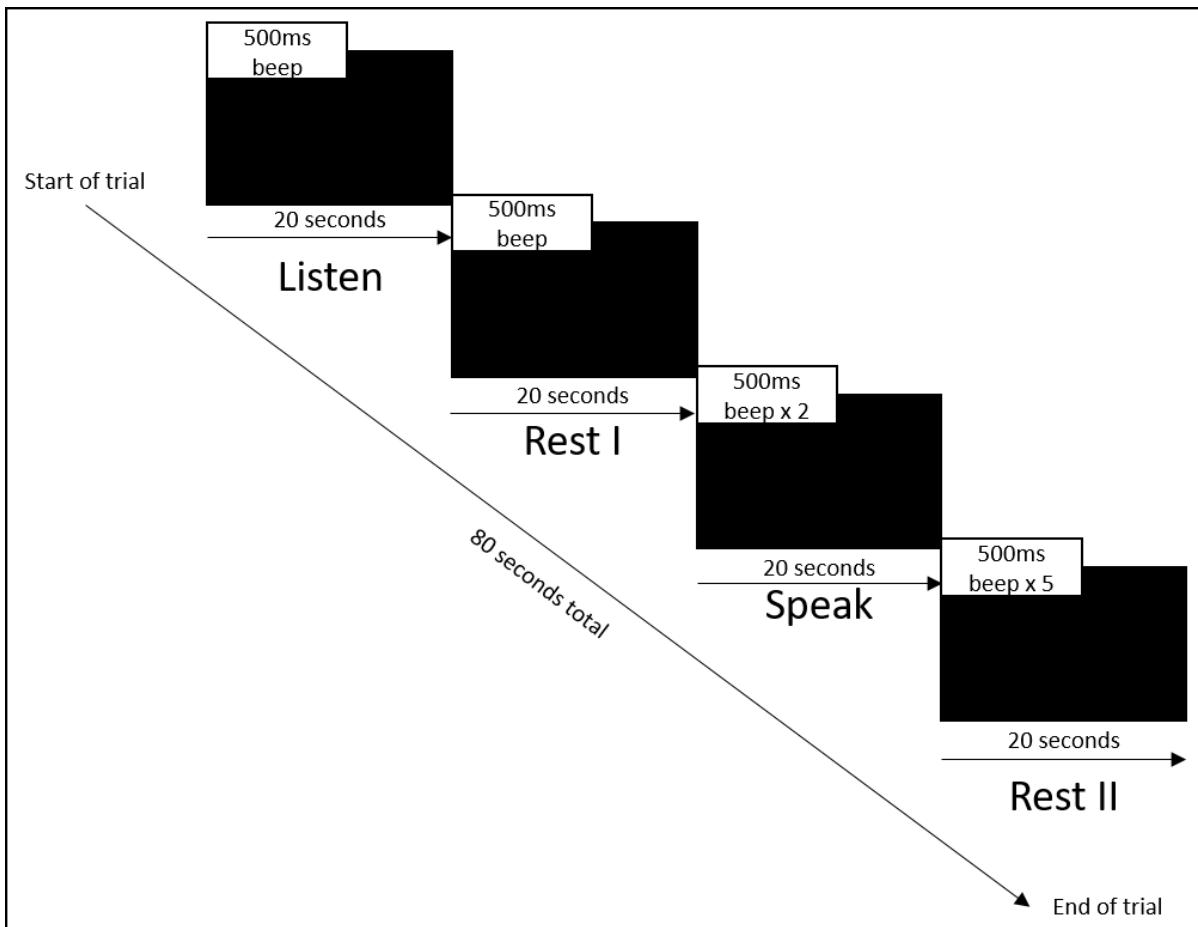 500ms
beep
Start of trial
20 seconds
Listen
500ms
beep
20 seconds
Rest I
500ms
beep x 2
20 seconds
Speak
500ms
beep x 5
20 seconds
Rest II
80 seconds total
End of trial